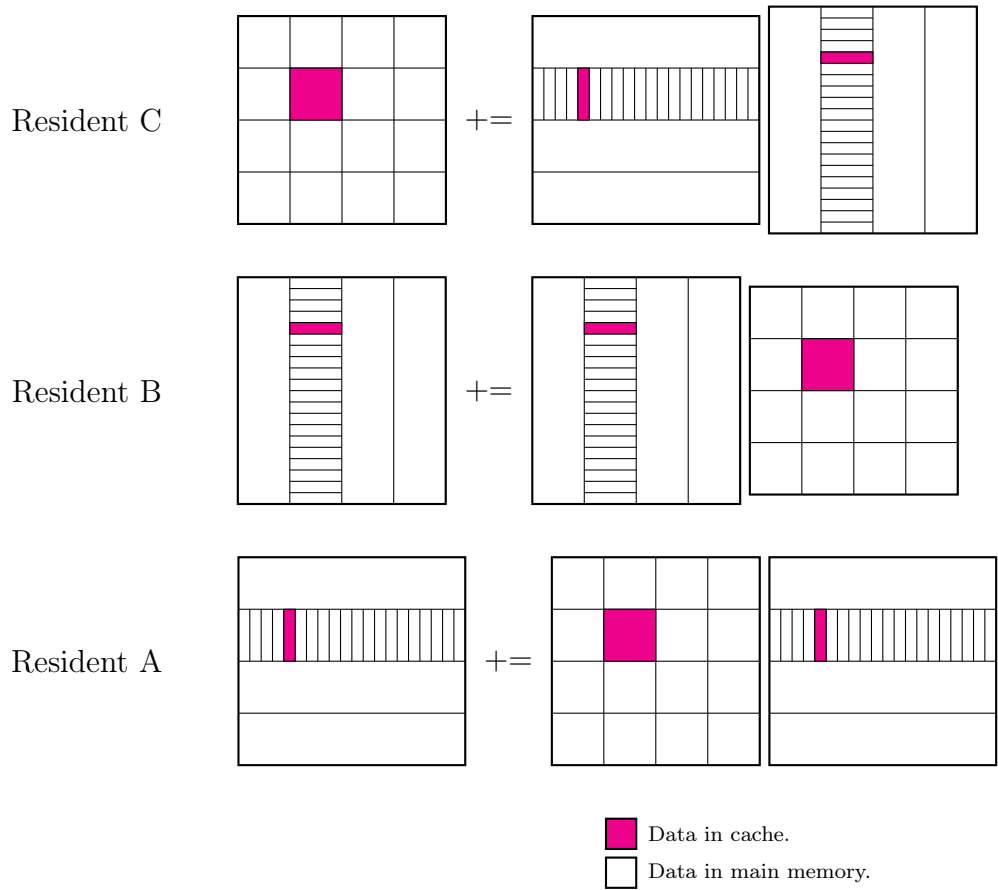 Resident C
+=
Resident B
+=
Resident A
+=
Data in cache.
Data in main memory.